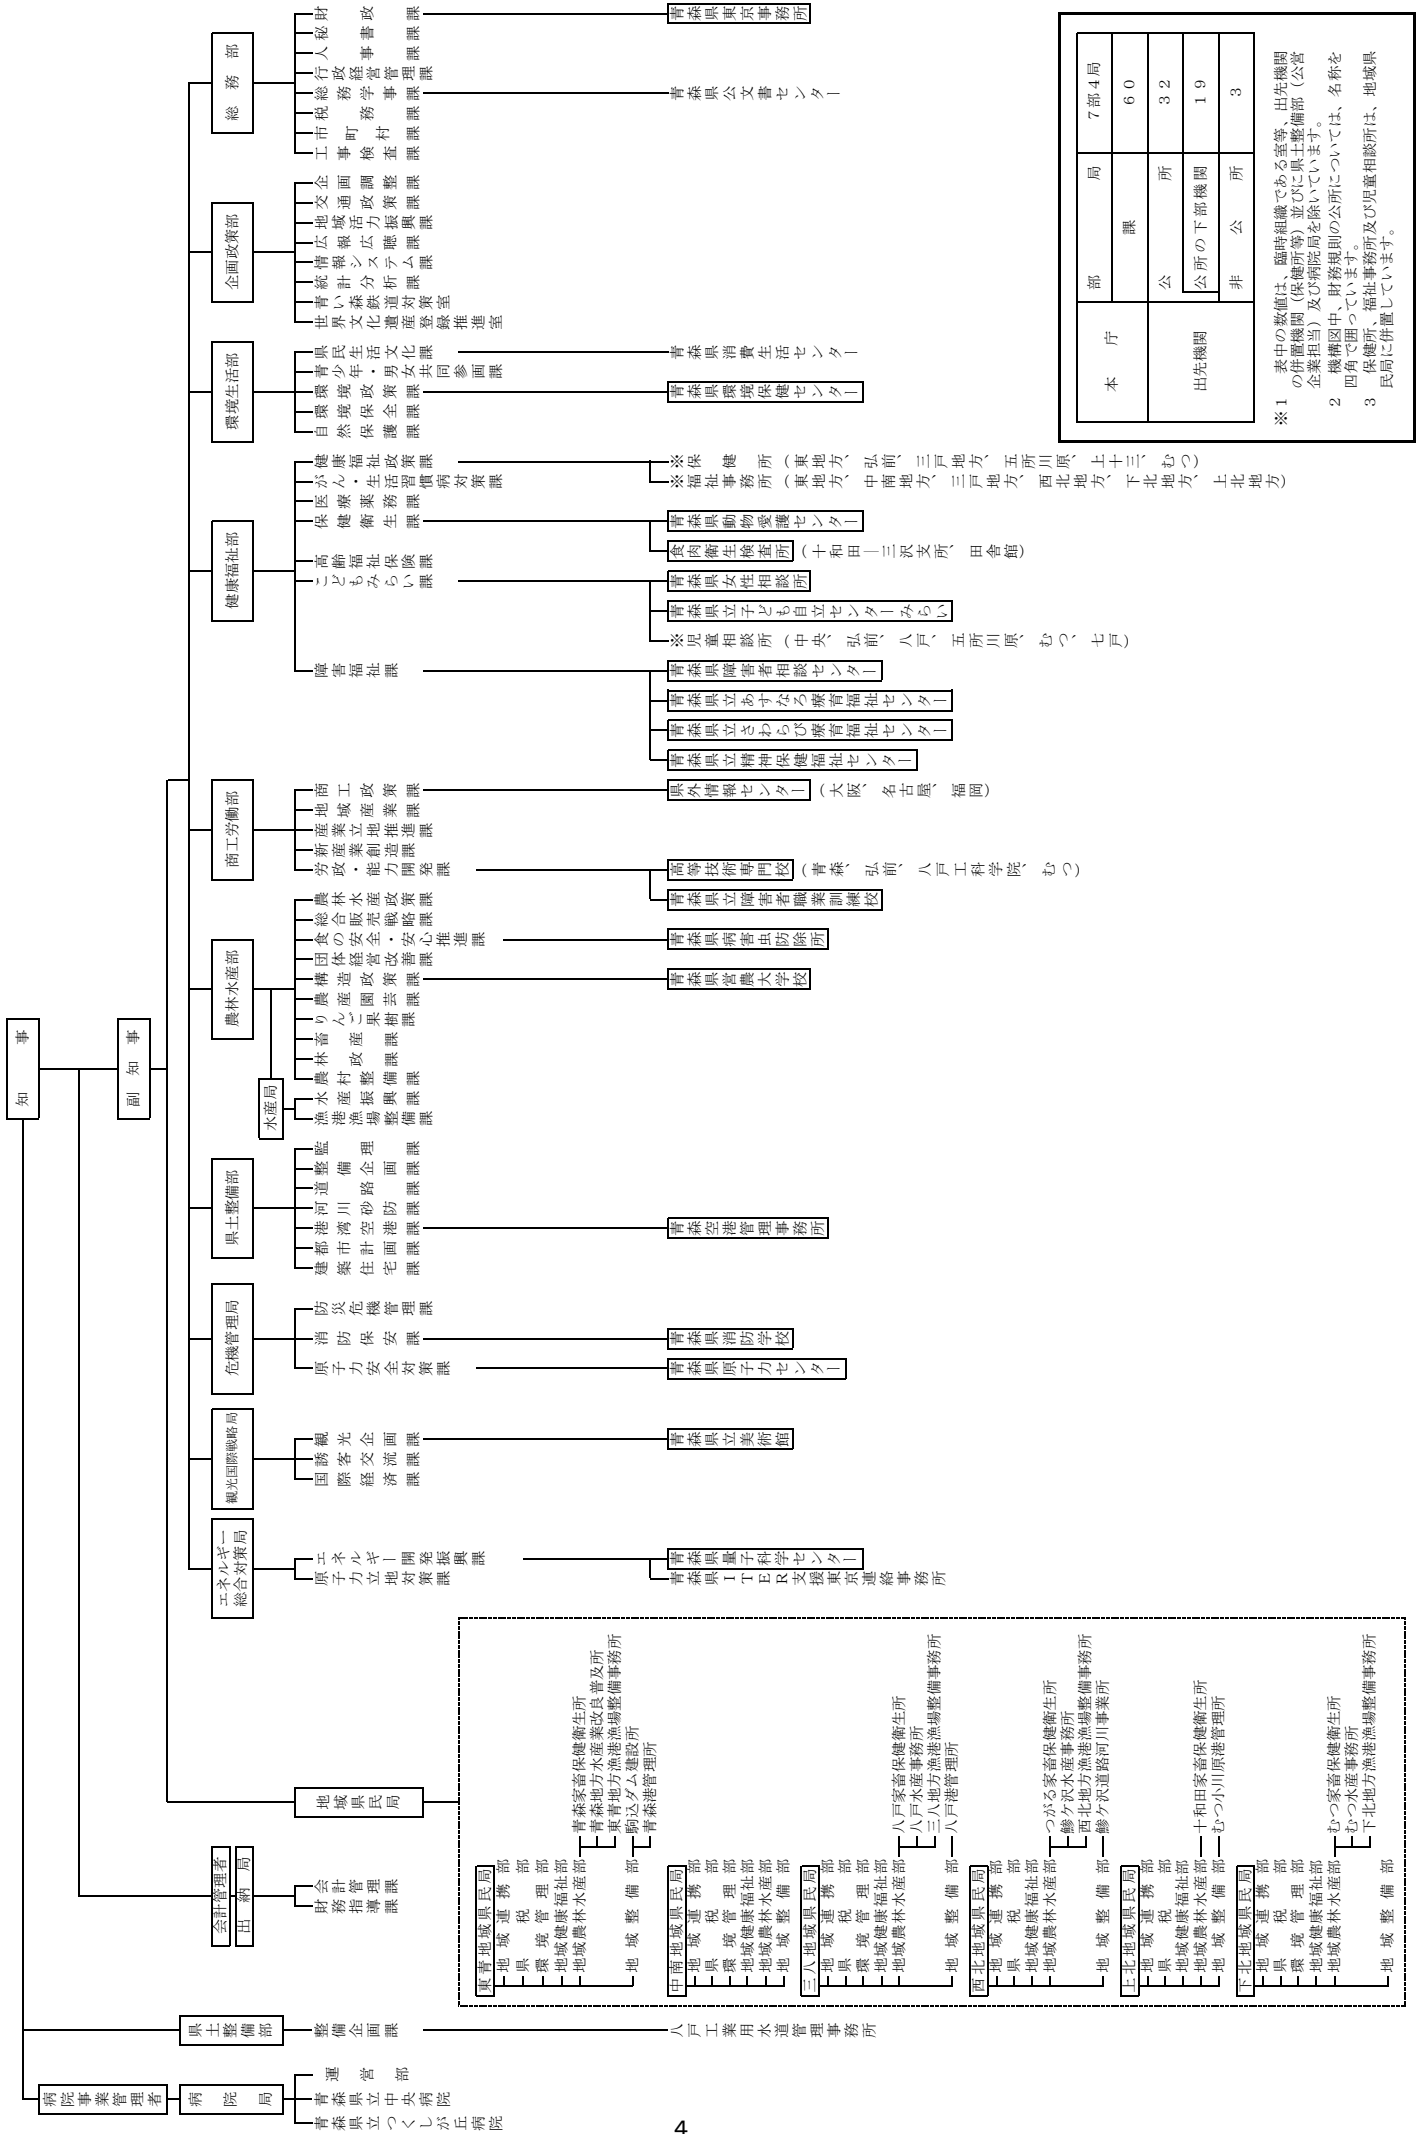 知事
副知事
総務部
財政課
青森県東京事務所
秘書課
人事課
行政経営管理課
総務学事課
青森県公文書センター
税務課
市町村課
工事検査課
企画政策部
企画調整課
交通政策課
地域活力振興課
広報広聴課
情報システム課
統計分析課
青い森鉄道対策室
世界文化遺産登録推進室
環境生活部
県民生活文化課
青森県消費生活センター
青少年・男女共同参画課
環境政策課
青森県環境保健センター
環境保全課
自然保護課
健康福祉部
健康福祉政策課
※保健所（東地方、弘前、三戸地方、五所川原、上十三、むつ）
※福祉事務所（東地方、中南地方、三戸地方、西北地方、下北地方、上北地方）
がん・生活習慣病対策課
医療薬務課
保健衛生課
青森県動物愛護センター
食肉衛生検査所（十和田―三沢支所、田舎館）
高齢福祉保険課
こどもみらい課
青森県女性相談所
青森県立子ども自立センターみらい
※児童相談所（中央、弘前、八戸、五所川原、むつ、七戸）
障害福祉課
青森県障害者相談センター
青森県立あすなろ療育福祉センター
青森県立さわらび療育福祉センター
青森県立精神保健福祉センター
商工労働部
商工政策課
県外情報センター（大阪、名古屋、福岡）
地域産業課
産業立地推進課
新産業創造課
労政・能力開発課
高等技術専門校（青森、弘前、八戸工科学院、むつ）
青森県立障害者職業訓練校
農林水産部
農林水産政策課
総合販売戦略課
食の安全・安心推進課
青森県病害虫防除所
団体経営改善課
構造政策課
青森県営農大学校
農産園芸課
りんご果樹課
畜産課
林政課
農村整備課
水産局
水産振興課
漁港漁場整備課
県土整備部
監理課
整備企画課
道路課
河川砂防課
港湾空港課
青森空港管理事務所
都市計画課
建築住宅課
危機管理局
防災危機管理課
消防保安課
青森県消防学校
原子力安全対策課
青森県原子力センター
観光国際戦略局
観光企画課
青森県立美術館
誘客交流課
国際経済課
エネルギー
総合対策局
エネルギー開発振興課
青森県量子科学センター
青森県ＩＴＥＲ支援東京連絡事務所
原子力立地対策課
地域県民局
東青地域県民局
地域連携部
県税部
環境管理部
地域健康福祉部
地域農林水産部
青森家畜保健衛生所
青森地方水産業改良普及所
東青地方漁港漁場整備事務所
地域整備部
駒込ダム建設所
青森港管理所
中南地域県民局
地域連携部
県税部
環境管理部
地域健康福祉部
地域農林水産部
地域整備部
三八地域県民局
地域連携部
県税部
環境管理部
地域健康福祉部
地域農林水産部
八戸家畜保健衛生所
八戸水産事務所
三八地方漁港漁場整備事務所
地域整備部
八戸港管理所
西北地域県民局
地域連携部
県税部
地域健康福祉部
地域農林水産部
つがる家畜保健衛生所
鰺ケ沢水産事務所
西北地方漁港漁場整備事務所
地域整備部
鰺ケ沢道路河川事業所
上北地域県民局
地域連携部
県税部
地域健康福祉部
地域農林水産部
十和田家畜保健衛生所
地域整備部
むつ小川原港管理所
下北地域県民局
地域連携部
県税部
環境管理部
地域健康福祉部
地域農林水産部
むつ家畜保健衛生所
むつ水産事務所
下北地方漁港漁場整備事務所
地域整備部
会計管理者
出納局
会計管理課
財務指導課
県土整備部
整備企画課
八戸工業用水道管理事務所
病院事業管理者
病院局
運営部
青森県立中央病院
青森県立つくしが丘病院
本庁 部局 ７部４局
課 ６０
出先機関 公所 ３２
公所の下部機関 １９
非公所 ３
※１ 表中の数値は、臨時組織である室等、出先機関
の併置機関（保健所等）並びに県土整備部（公営
企業担当）及び病院局を除いています。
２ 機構図中、財務規則の公所については、名称を
四角で囲っています。
３ 保健所、福祉事務所及び児童相談所は、地域県
民局に併置しています。
4